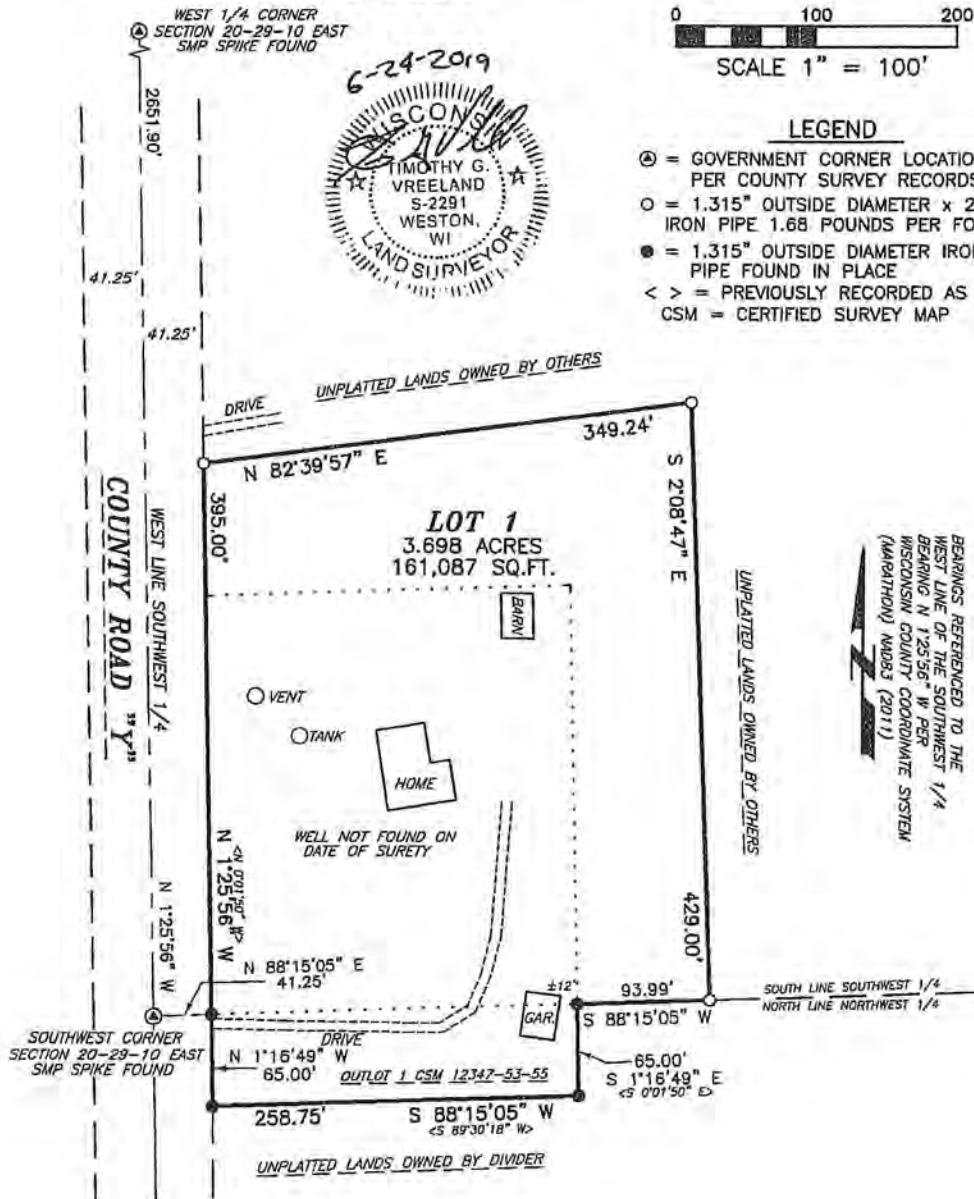 WEST 1/4 CORNER
SECTION 20-29-10 EAST
SMP SPIKE FOUND
2651.90'
6-24-2019
WISCONSIN
TIMOTHY G.
VREELAND
S-2291
WESTON,
WI
LAND SURVEYOR
0 100 200
SCALE 1" = 100'
LEGEND
= GOVERNMENT CORNER LOCATIO
PER COUNTY SURVEY RECORDS
= 1.315" OUTSIDE DIAMETER x 2
IRON PIPE 1.68 POUNDS PER FO
= 1.315" OUTSIDE DIAMETER IRO
PIPE FOUND IN PLACE
< > = PREVIOUSLY RECORDED AS
CSM = CERTIFIED SURVEY MAP
41.25'
41.25'
UNPLATTED LANDS OWNED BY OTHERS
DRIVE
N 82°39'57" E
349.24'
395.00'
S 2°08'47" E
LOT 1
3.698 ACRES
161,087 SQ.FT.
BARN
VENT
TANK
HOME
WELL NOT FOUND ON
DATE OF SURETY
COUNTY ROAD "Y"
WEST LINE SOUTHWEST 1/4
N 1°25'56" W
N 1°25'56" W
<N 0°01'50" W>
UNPLATTED LANDS OWNED BY OTHERS
429.00'
BEARINGS REFERENCED TO THE
WEST LINE OF THE SOUTHWEST 1/4
BEARING N 1°25'56" W PER
WISCONSIN COUNTY COORDINATE SYSTEM
(MARATHON) NAD83 (2011)
N
N 88°15'05" E
41.25'
±12'
GAR.
93.99'
S 88°15'05" W
SOUTH LINE SOUTHWEST 1/4
NORTH LINE NORTHWEST 1/4
SOUTHWEST CORNER
SECTION 20-29-10 EAST
SMP SPIKE FOUND
DRIVE
N 1°16'49" W
65.00'
OUTLOT 1 CSM 12347-53-55
65.00'
S 1°16'49" E
<S 0°01'50" E>
258.75'
S 88°15'05" W
<S 89°30'18" W>
UNPLATTED LANDS OWNED BY DIVIDER